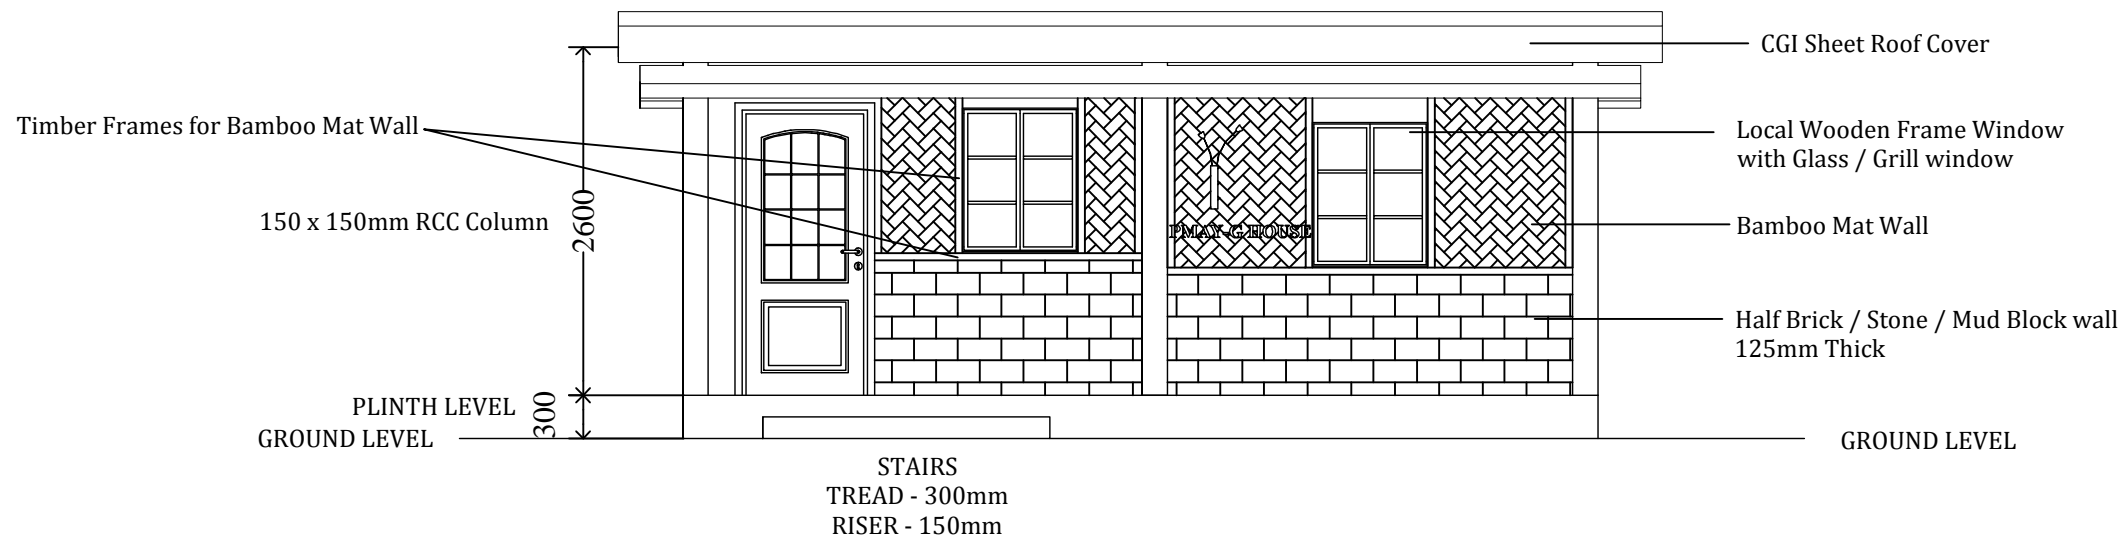 CGI Sheet Roof Cover
Timber Frames for Bamboo Mat Wall
Local Wooden Frame Window
with Glass / Grill window
150 x 150mm RCC Column
2600
PMAY-G HOUSE
Bamboo Mat Wall
Half Brick / Stone / Mud Block wall
125mm Thick
PLINTH LEVEL
300
GROUND LEVEL
GROUND LEVEL
STAIRS
TREAD - 300mm
RISER - 150mm